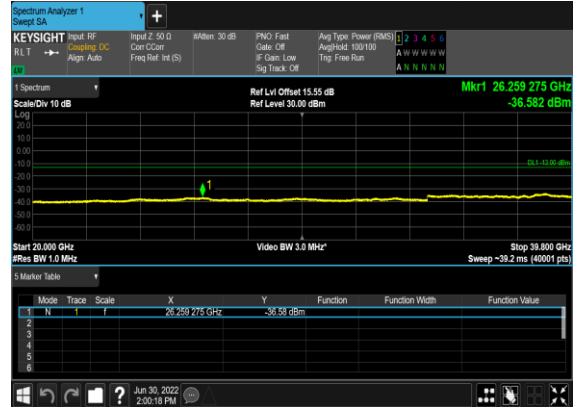 Spectrum Analyzer 1
Swept SA
+
KEYSIGHT Input: RF Input Z: 50 Ω #Atten: 30 dB PNO: Fast Avg Type: Power (RMS) 1 2 3 4 5 6
RLT Coupling: DC Corr CCorr Gate: Off Avg|Hold: 100/100 A W W W W W
Align: Auto Freq Ref: Int (S) IF Gain: Low Trig: Free Run
Sig Track: Off A N N N N N
1 Spectrum
Ref Lvl Offset 15.55 dB Mkr1 26.259 275 GHz
Scale/Div 10 dB Ref Level 30.00 dBm -36.582 dBm
Log
20.0
10.0
0.00
-10.0 DL1 -13.00 dBm
-20.0
-30.0 1
-40.0
-50.0
-60.0
Start 20.000 GHz Video BW 3.0 MHz* Stop 39.800 GHz
#Res BW 1.0 MHz Sweep ~39.2 ms (40001 pts)
5 Marker Table
Mode Trace Scale X Y Function Function Width Function Value
1 N 1 f 26.259 275 GHz -36.58 dBm
2
3
4
5
6
? Jun 30, 2022
2:00:18 PM